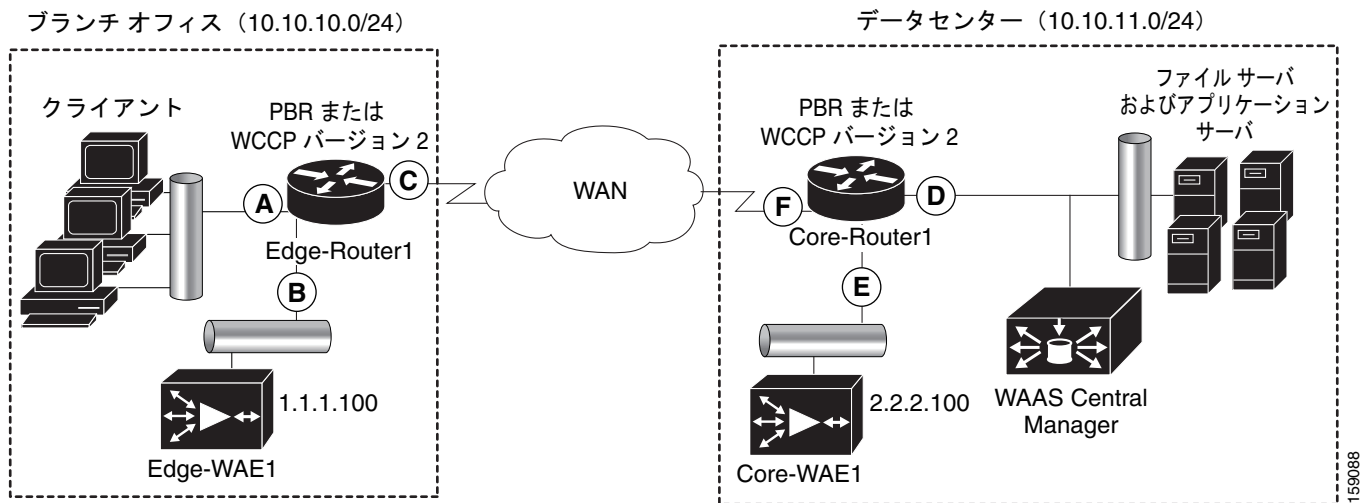 ブランチ オフィス（10.10.10.0/24）
データセンター（10.10.11.0/24）
クライアント
PBR または
WCCP バージョン 2
A
C
Edge-Router1
B
1.1.1.100
Edge-WAE1
WAN
PBR または
WCCP バージョン 2
F
D
Core-Router1
E
2.2.2.100
Core-WAE1
ファイル サーバ
およびアプリケーション
サーバ
WAAS Central
Manager
159088